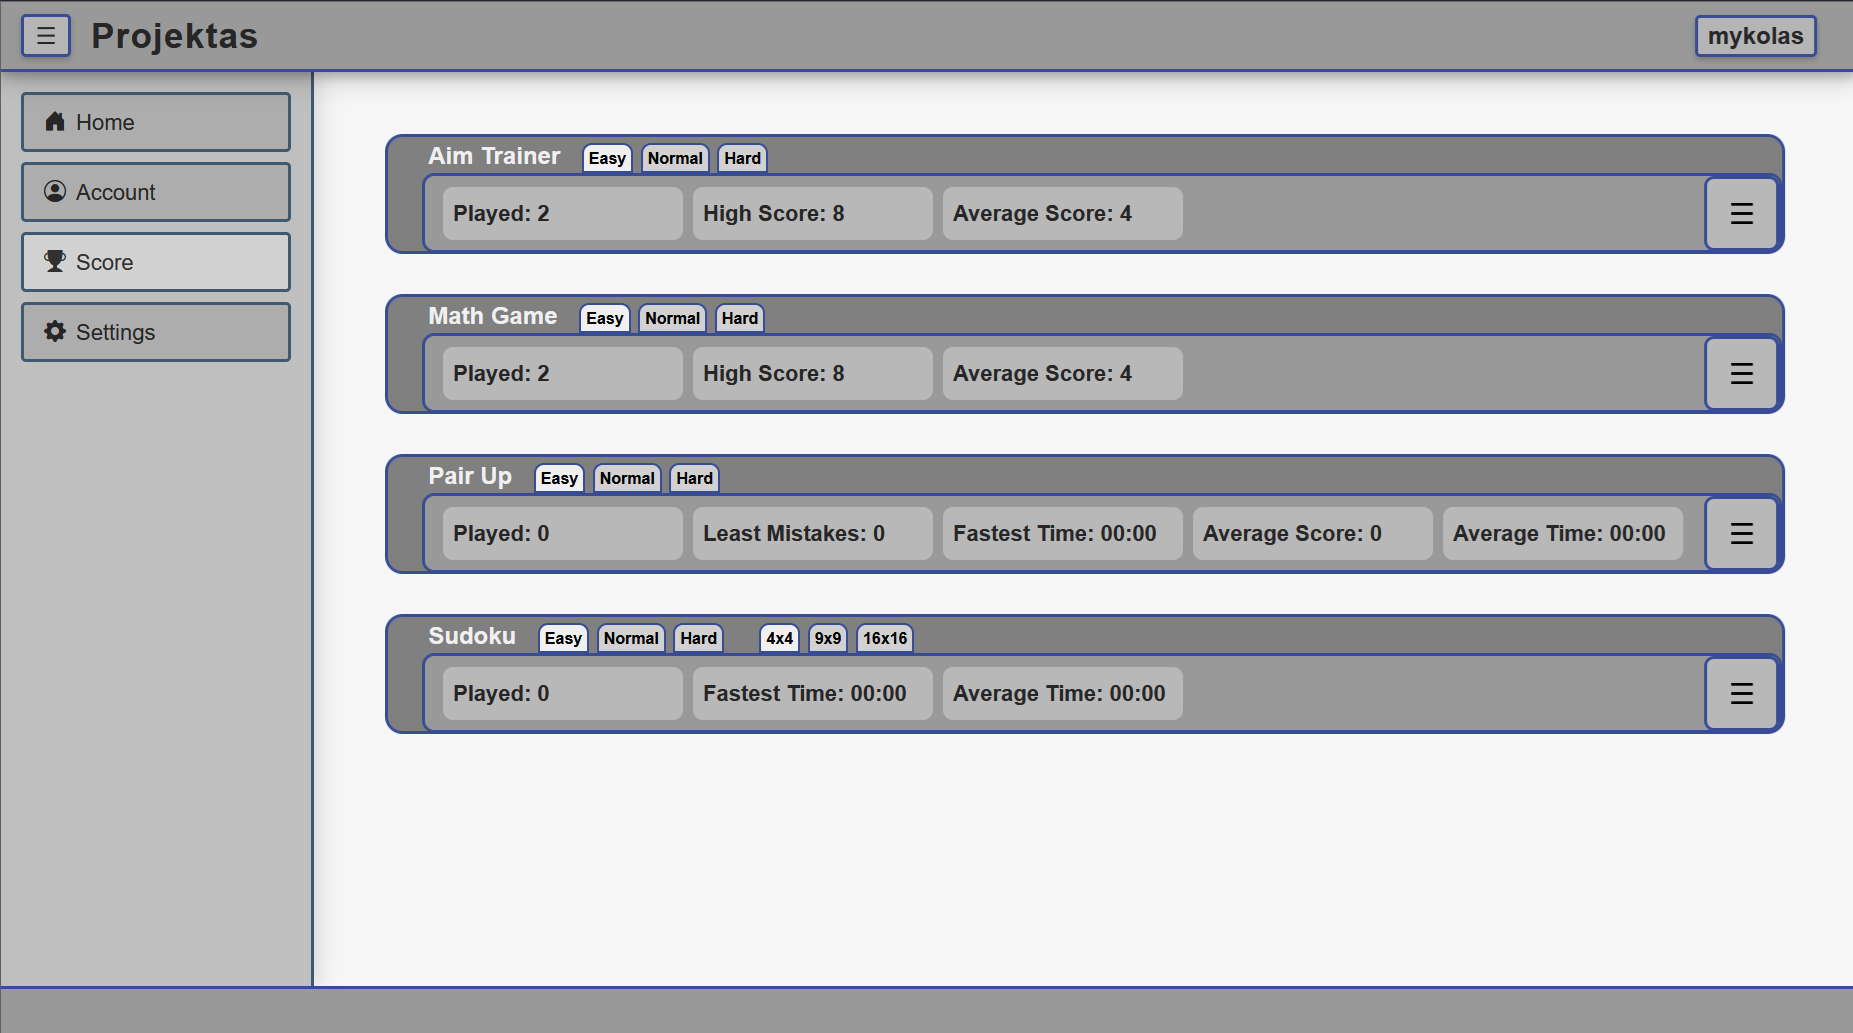 Projektas
mykolas
Home
Account
Score
Settings
Aim Trainer Easy Normal Hard
Played: 2 High Score: 8 Average Score: 4
Math Game Easy Normal Hard
Played: 2 High Score: 8 Average Score: 4
Pair Up Easy Normal Hard
Played: 0 Least Mistakes: 0 Fastest Time: 00:00 Average Score: 0 Average Time: 00:00
Sudoku Easy Normal Hard 4x4 9x9 16x16
Played: 0 Fastest Time: 00:00 Average Time: 00:00